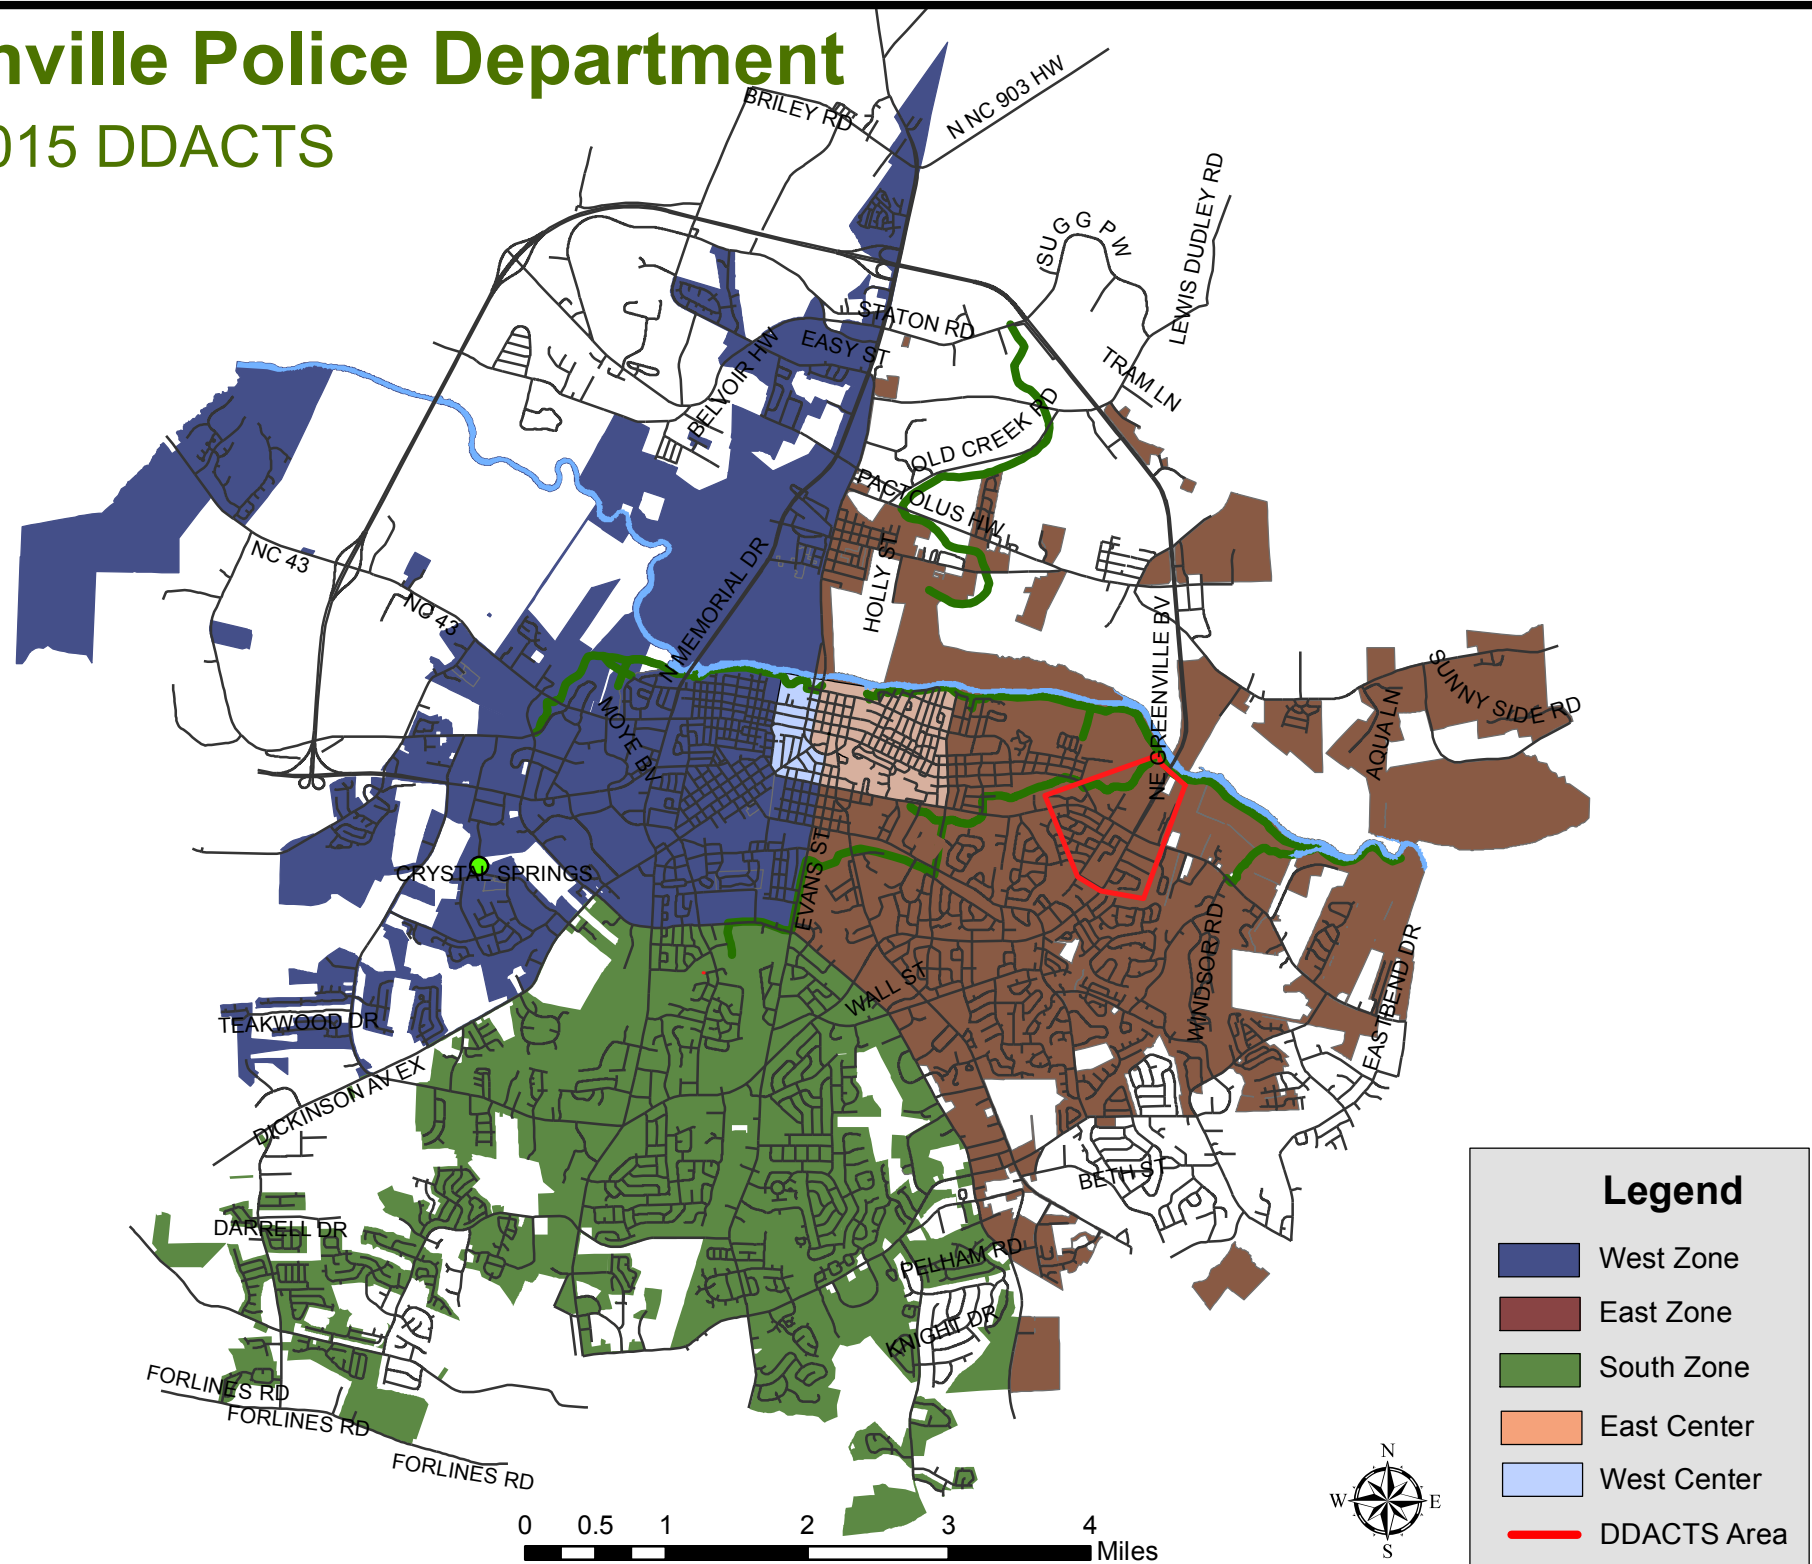 nville Police Department
015 DDACTS
BRILEY RD
N NC 903 HW
SUGG PW
LEWIS DUDLEY RD
STATON RD
EASY ST
BELVOIR HW
TRAM LN
OLD CREEK RD
PACTOLUS HW
NC 43
NC 43
N MEMORIAL DR
HOLLY ST
NE GREENVILLE BV
SUNNY SIDE RD
AQUA LN
MOYE BV
EVANS ST
CRYSTAL SPRINGS
WINDSOR RD
EASTBEND DR
WALL ST
TEAKWOOD DR
DICKINSON AV EX
BETH ST
DARRELL DR
PELHAM RD
KNIGHT DR
FORLINES RD
FORLINES RD
FORLINES RD
Legend
West Zone
East Zone
South Zone
East Center
West Center
DDACTS Area
N
W E
S
0 0.5 1 2 3 4
Miles